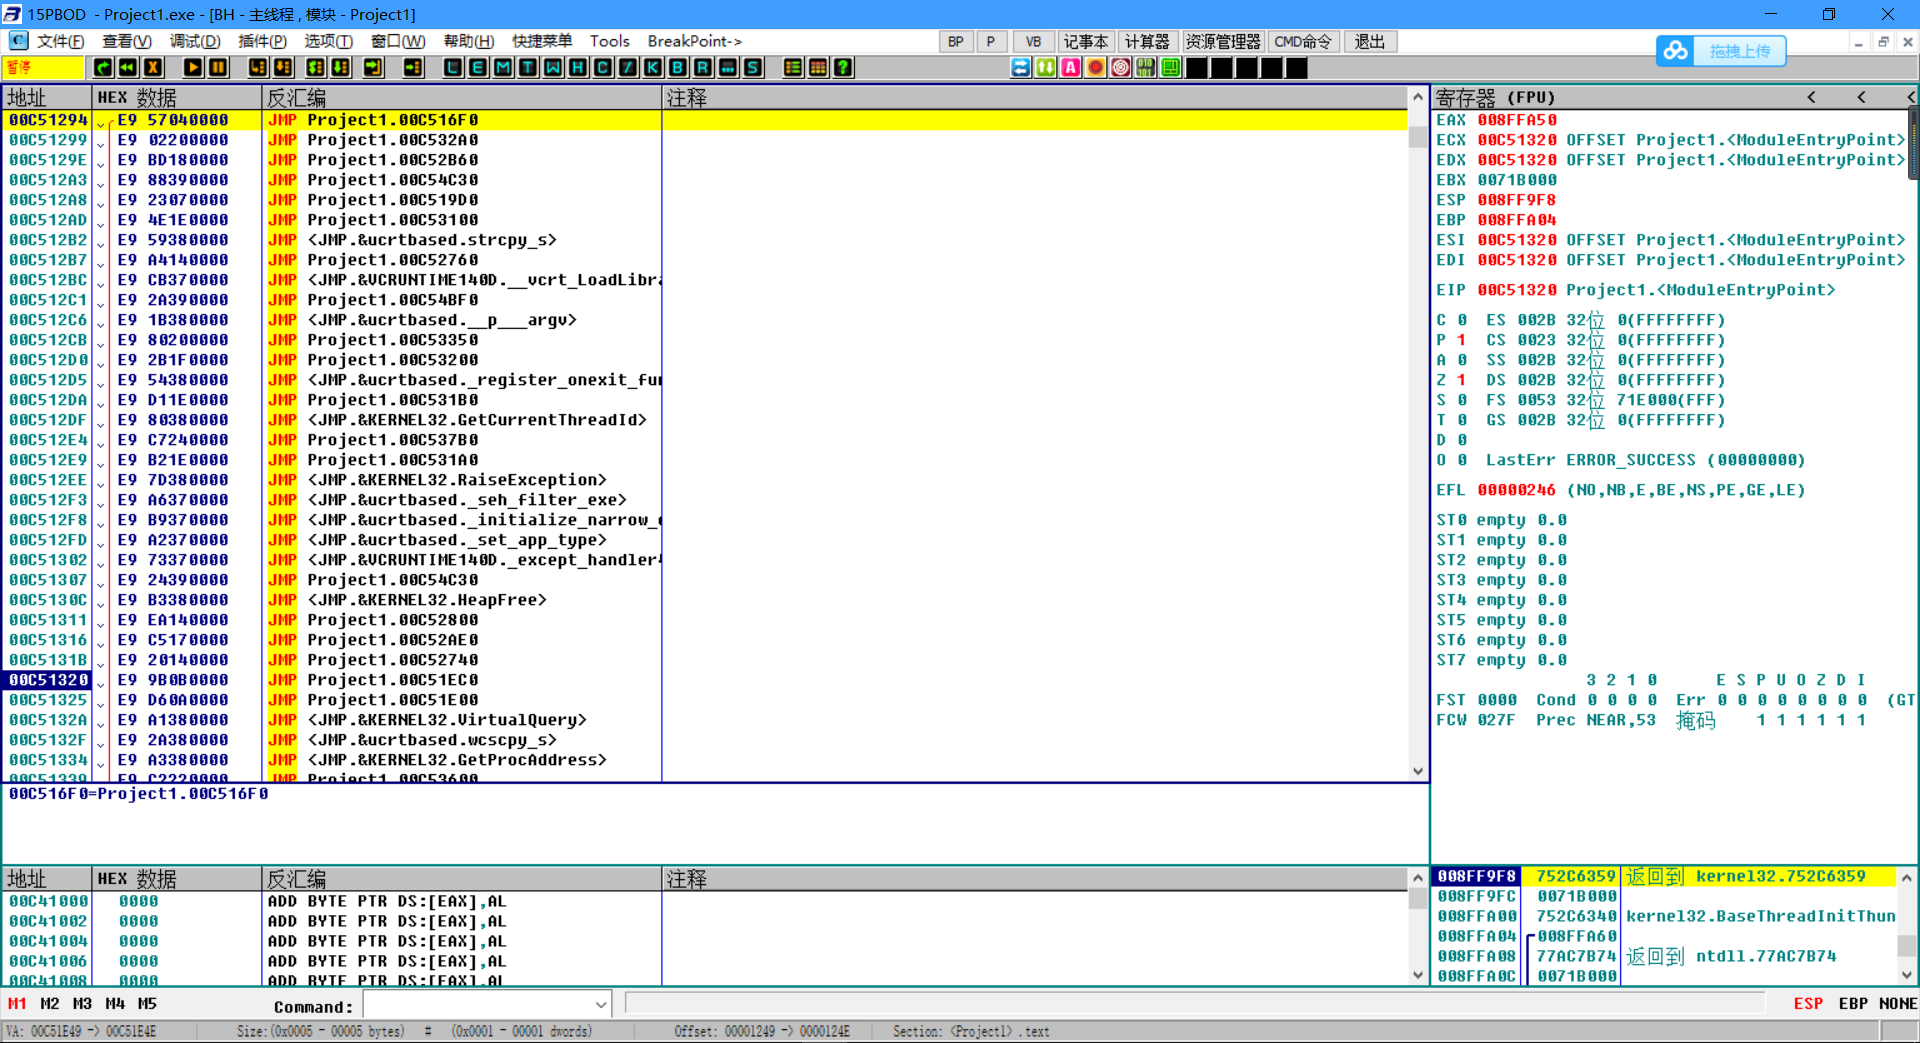 15PBOD - Project1.exe - [BH - 主线程, 模块 - Project1]
文件(F) 查看(V) 调试(D) 插件(P) 选项(T) 窗口(W) 帮助(H) 快捷菜单 Tools BreakPoint-> BP P VB 记事本 计算器 资源管理器 CMD命令 退出 拖拽上传
暂停 L E M T W H C / K B R ... S ?
地址 HEX 数据 反汇编 注释
00C51294 E9 57040000 JMP Project1.00C516F0
00C51299 E9 02200000 JMP Project1.00C532A0
00C5129E E9 BD180000 JMP Project1.00C52B60
00C512A3 E9 88390000 JMP Project1.00C54C30
00C512A8 E9 23070000 JMP Project1.00C519D0
00C512AD E9 4E1E0000 JMP Project1.00C53100
00C512B2 E9 59380000 JMP <JMP.&ucrtbased.strcpy_s>
00C512B7 E9 A4140000 JMP Project1.00C52760
00C512BC E9 CB370000 JMP <JMP.&VCRUNTIME140D.__vcrt_LoadLibra
00C512C1 E9 2A390000 JMP Project1.00C54BF0
00C512C6 E9 1B380000 JMP <JMP.&ucrtbased.__p___argv>
00C512CB E9 80200000 JMP Project1.00C53350
00C512D0 E9 2B1F0000 JMP Project1.00C53200
00C512D5 E9 54380000 JMP <JMP.&ucrtbased._register_onexit_fun
00C512DA E9 D11E0000 JMP Project1.00C531B0
00C512DF E9 80380000 JMP <JMP.&KERNEL32.GetCurrentThreadId>
00C512E4 E9 C7240000 JMP Project1.00C537B0
00C512E9 E9 B21E0000 JMP Project1.00C531A0
00C512EE E9 7D380000 JMP <JMP.&KERNEL32.RaiseException>
00C512F3 E9 A6370000 JMP <JMP.&ucrtbased._seh_filter_exe>
00C512F8 E9 B9370000 JMP <JMP.&ucrtbased._initialize_narrow_e
00C512FD E9 A2370000 JMP <JMP.&ucrtbased._set_app_type>
00C51302 E9 73370000 JMP <JMP.&VCRUNTIME140D._except_handler4
00C51307 E9 24390000 JMP Project1.00C54C30
00C5130C E9 B3380000 JMP <JMP.&KERNEL32.HeapFree>
00C51311 E9 EA140000 JMP Project1.00C52800
00C51316 E9 C5170000 JMP Project1.00C52AE0
00C5131B E9 20140000 JMP Project1.00C52740
00C51320 E9 9B0B0000 JMP Project1.00C51EC0
00C51325 E9 D60A0000 JMP Project1.00C51E00
00C5132A E9 A1380000 JMP <JMP.&KERNEL32.VirtualQuery>
00C5132F E9 2A380000 JMP <JMP.&ucrtbased.wcscpy_s>
00C51334 E9 A3380000 JMP <JMP.&KERNEL32.GetProcAddress>
00C51339 E9 C2220000 JMP Project1.00C53600
00C516F0=Project1.00C516F0
寄存器 (FPU) < < <
EAX 008FFA50
ECX 00C51320 OFFSET Project1.<ModuleEntryPoint>
EDX 00C51320 OFFSET Project1.<ModuleEntryPoint>
EBX 0071B000
ESP 008FF9F8
EBP 008FFA04
ESI 00C51320 OFFSET Project1.<ModuleEntryPoint>
EDI 00C51320 OFFSET Project1.<ModuleEntryPoint>
EIP 00C51320 Project1.<ModuleEntryPoint>
C 0 ES 002B 32位 0(FFFFFFFF)
P 1 CS 0023 32位 0(FFFFFFFF)
A 0 SS 002B 32位 0(FFFFFFFF)
Z 1 DS 002B 32位 0(FFFFFFFF)
S 0 FS 0053 32位 71E000(FFF)
T 0 GS 002B 32位 0(FFFFFFFF)
D 0
O 0 LastErr ERROR_SUCCESS (00000000)
EFL 00000246 (NO,NB,E,BE,NS,PE,GE,LE)
ST0 empty 0.0
ST1 empty 0.0
ST2 empty 0.0
ST3 empty 0.0
ST4 empty 0.0
ST5 empty 0.0
ST6 empty 0.0
ST7 empty 0.0
3 2 1 0 E S P U O Z D I
FST 0000 Cond 0 0 0 0 Err 0 0 0 0 0 0 0 0 (GT
FCW 027F Prec NEAR,53 掩码 1 1 1 1 1 1
地址 HEX 数据 反汇编 注释
00C41000 0000 ADD BYTE PTR DS:[EAX],AL
00C41002 0000 ADD BYTE PTR DS:[EAX],AL
00C41004 0000 ADD BYTE PTR DS:[EAX],AL
00C41006 0000 ADD BYTE PTR DS:[EAX],AL
00C41008 0000 ADD BYTE PTR DS:[EAX],AL
008FF9F8 752C6359 返回到 kernel32.752C6359
008FF9FC 0071B000
008FFA00 752C6340 kernel32.BaseThreadInitThun
008FFA04 008FFA60
008FFA08 77AC7B74 返回到 ntdll.77AC7B74
008FFA0C 0071B000
M1 M2 M3 M4 M5 Command: ESP EBP NONE
VA: 00C51E49 -> 00C51E4E Size:(0x0005 - 00005 bytes) # (0x0001 - 00001 dwords) Offset: 00001249 -> 0000124E Section: <Project1> .text